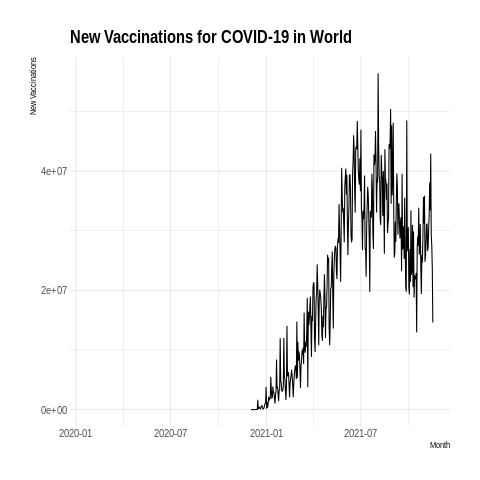 New Vaccinations for COVID-19 in World
New Vaccinations
4e+07
2e+07
0e+00
2020-01 2020-07 2021-01 2021-07
Month